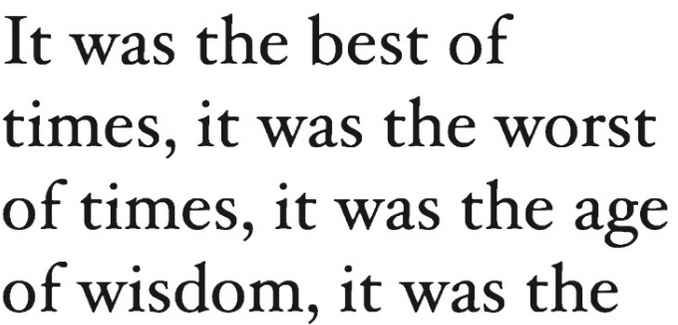 It was the best of
times, it was the worst
of times, it was the age
of wisdom, it was the